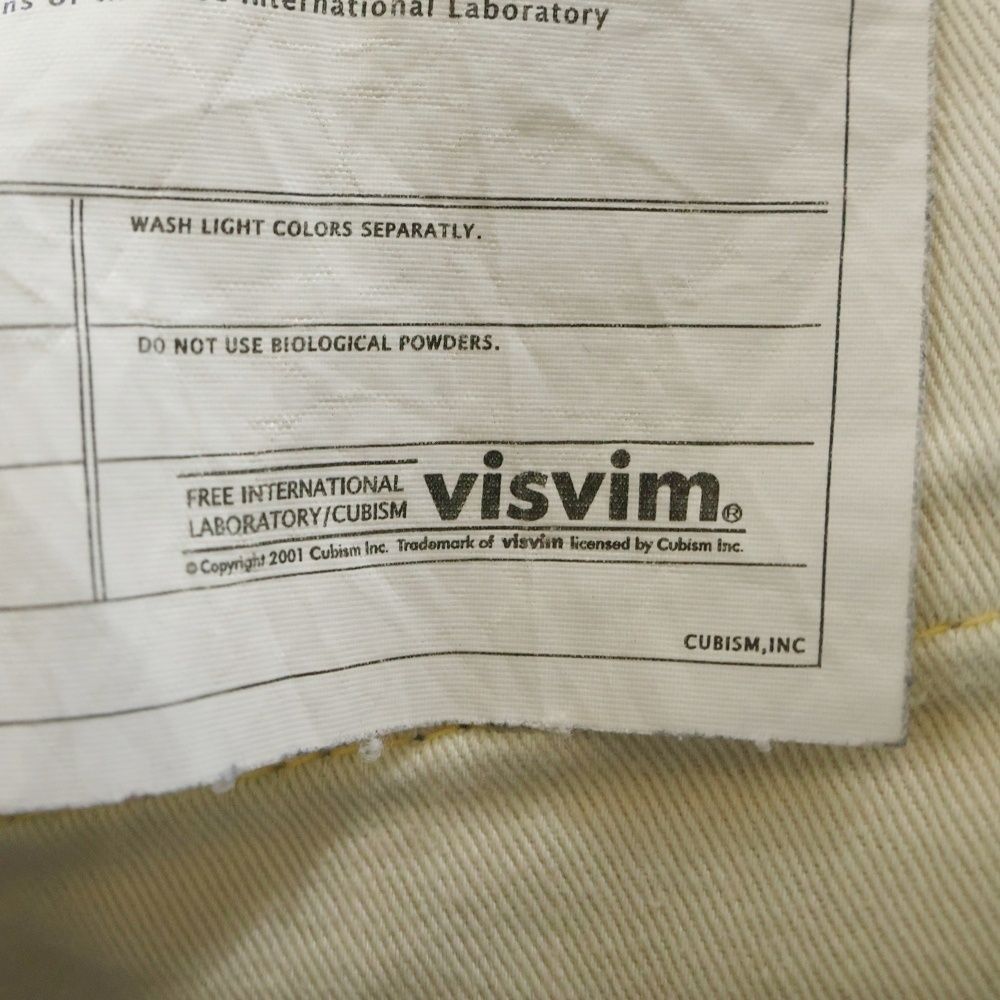 International Laboratory
WASH LIGHT COLORS SEPARATLY.
DO NOT USE BIOLOGICAL POWDERS.
FREE INTERNATIONAL
LABORATORY/CUBISM
visvim®
© Copyright 2001 Cubism Inc. Trademark of visvim licensed by Cubism Inc.
CUBISM,INC